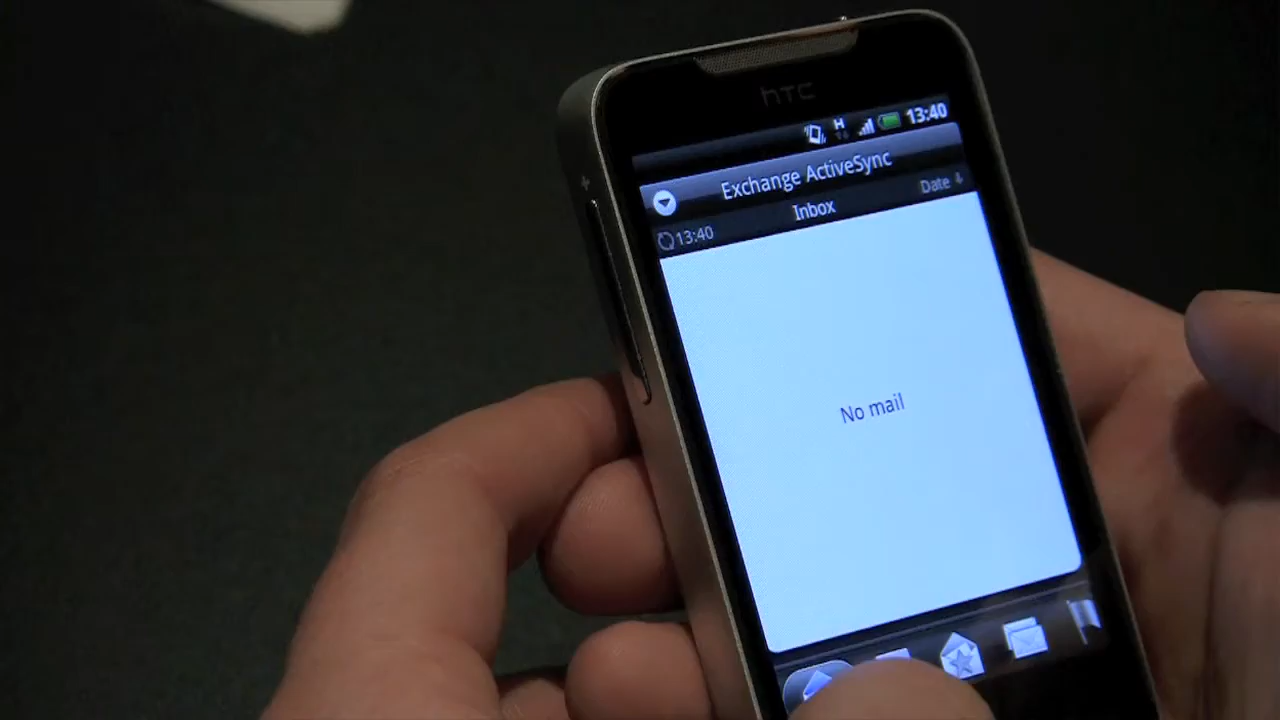 hTC
H
13:40
Exchange ActiveSync
Inbox
Date
13:40
No mail